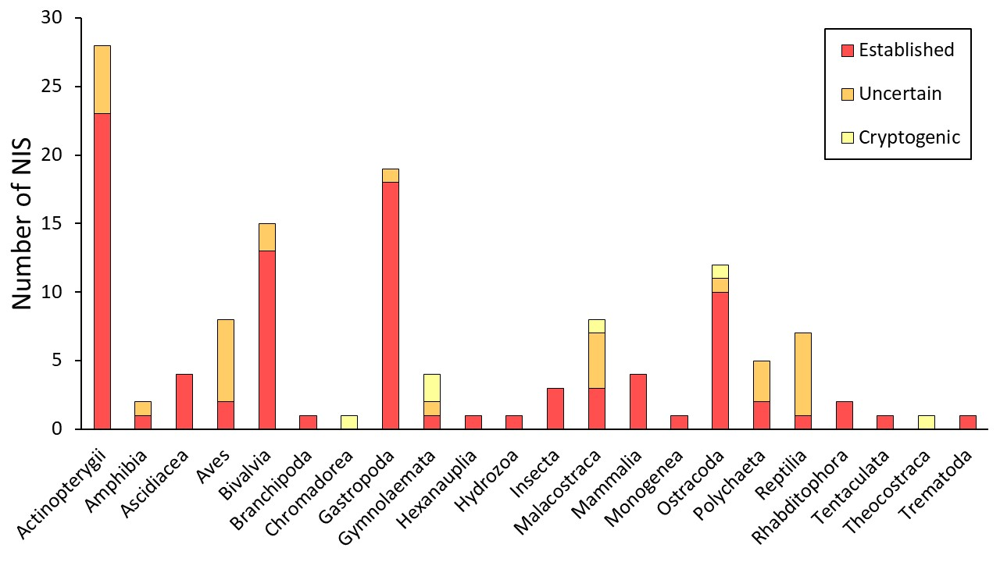 Number of NIS
30
25
20
15
10
5
0
Established
Uncertain
Cryptogenic
Actinopterygii
Amphibia
Ascidiacea
Aves
Bivalvia
Branchipoda
Chromadorea
Gastropoda
Gymnolaemata
Hexanauplia
Hydrozoa
Insecta
Malacostraca
Mammalia
Monogenea
Ostracoda
Polychaeta
Reptilia
Rhabditophora
Tentaculata
Theocostraca
Trematoda